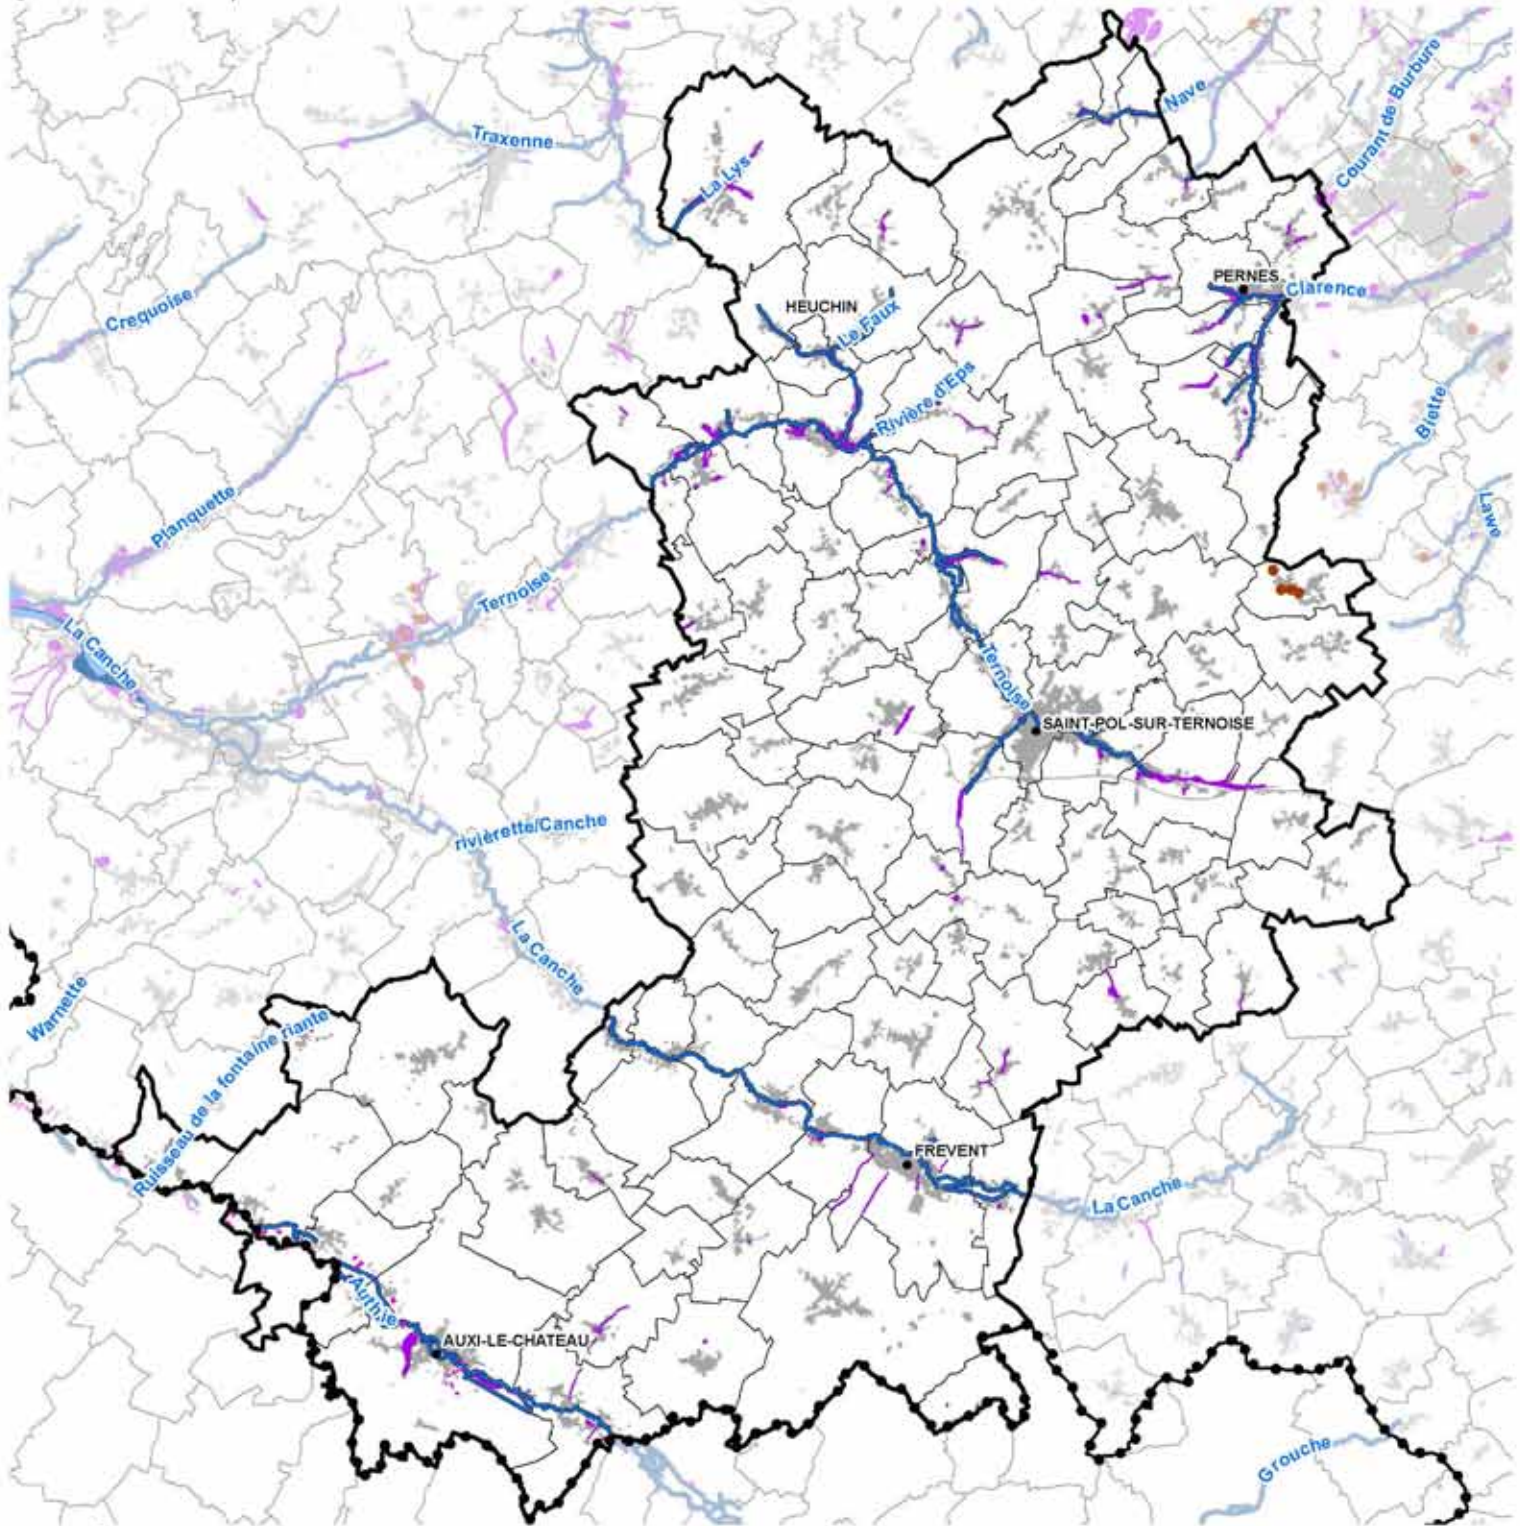 Nave
Courant de Burbure
Traxenne
La Lys
PERNES
Clarence
Crequoise
HEUCHIN
Le Faux
Rivière d'Eps
Biette
Planquette
Lawe
Ternoise
La Canche
Ternoise
SAINT-POL-SUR-TERNOISE
rivièrette/Canche
La Canche
Warnette
Ruisseau de la fontaine riante
FREVENT
La Canche
Authie
AUXI-LE-CHATEAU
Grouche